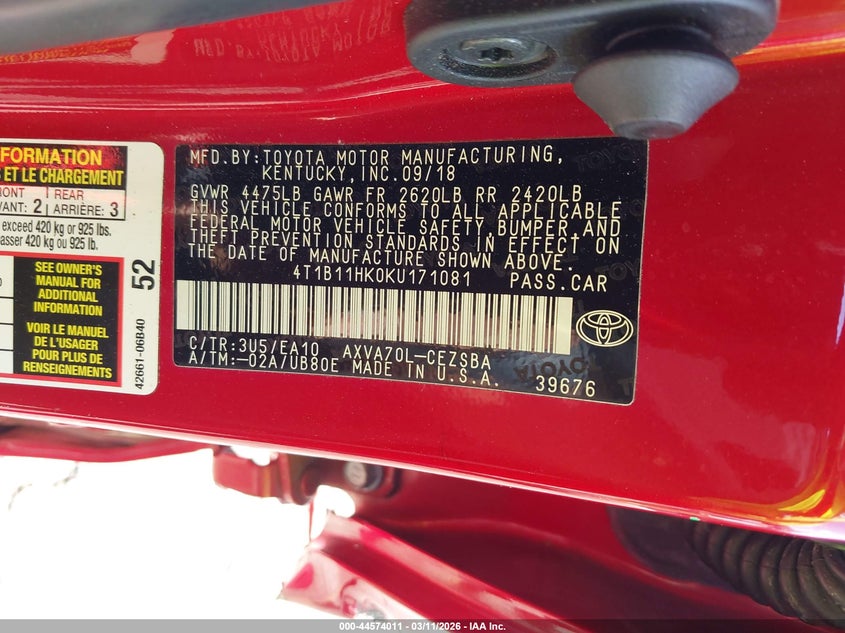 FORMATION
ET LE CHARGEMENT
REAR
2 ARRIÈRE: 3
exceed 420 kg or 925 lbs.
420 kg ou 925 lb.
SEE OWNER'S
MANUAL FOR
ADDITIONAL
INFORMATION
VOIR LE MANUEL
DE L'USAGER
POUR PLUS DE
RENSEIGNEMENTS
52
42661-06B40
MFD.BY:TOYOTA MOTOR MANUFACTURING,
KENTUCKY,INC.09/18
GVWR 4475LB GAWR FR 2620LB RR 2420LB
THIS VEHICLE CONFORMS TO ALL APPLICABLE
FEDERAL MOTOR VEHICLE SAFETY,BUMPER,AND
THEFT PREVENTION STANDARDS IN EFFECT ON
THE DATE OF MANUFACTURE SHOWN ABOVE.
4T1B11HK0KU171081 PASS.CAR
C/TR:3U5/EA10 AXVA70L-CEZSBA
A/TM:-02A/UB80E MADE IN U.S.A.
39676
TOYOTA
000-44574011 - 03/11/2026 - IAA Inc.